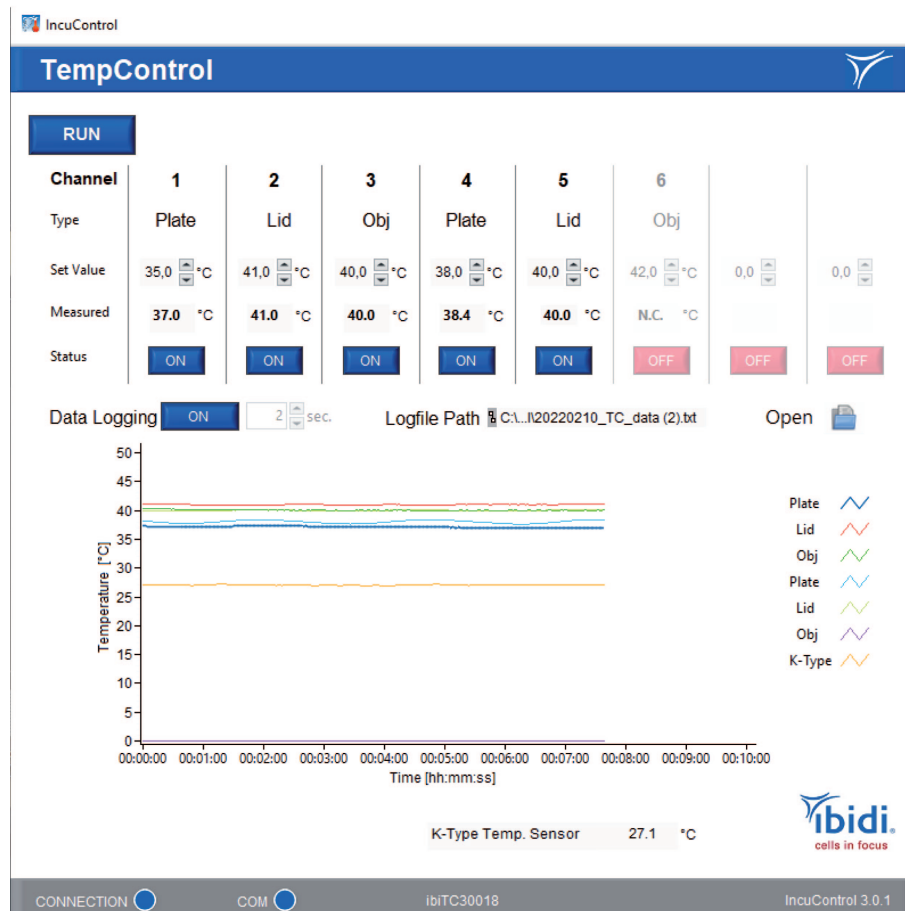 IncuControl
TempControl
RUN
Channel 1 2 3 4 5 6
Type Plate Lid Obj Plate Lid Obj
Set Value 35,0 °C 41,0 °C 40,0 °C 38,0 °C 40,0 °C 42,0 °C 0,0 0,0
Measured 37.0 °C 41.0 °C 40.0 °C 38.4 °C 40.0 °C N.C. °C
Status ON ON ON ON ON OFF OFF OFF
Data Logging ON 2 sec. Logfile Path C:\...I\20220210_TC_data (2).txt Open
50
45
40
35
30
25
20
15
10
5
0
Temperature [°C]
00:00:00 00:01:00 00:02:00 00:03:00 00:04:00 00:05:00 00:06:00 00:07:00 00:08:00 00:09:00 00:10:00
Time [hh:mm:ss]
Plate
Lid
Obj
Plate
Lid
Obj
K-Type
K-Type Temp. Sensor 27.1 °C
ibidi.
cells in focus
CONNECTION COM ibiTC30018 IncuControl 3.0.1